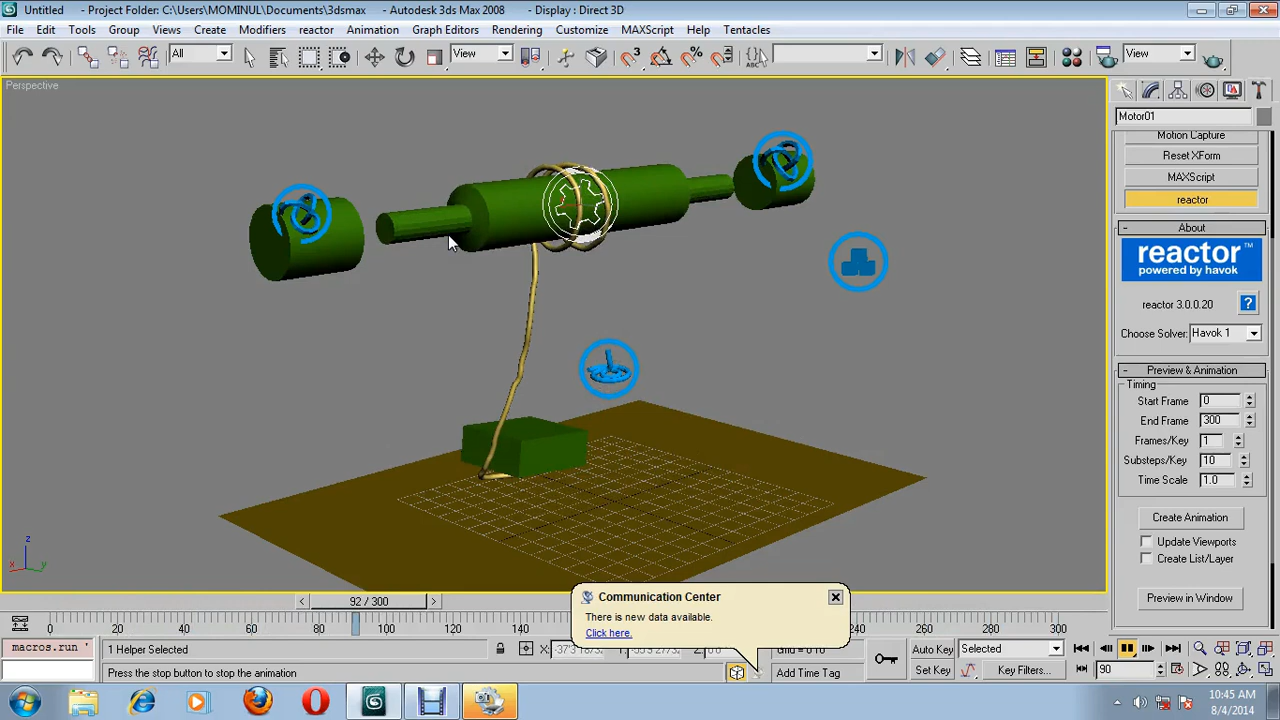 Untitled - Project Folder: C:\Users\MOMINUL\Documents\3dsmax - Autodesk 3ds Max 2008 - Display : Direct 3D
File Edit Tools Group Views Create Modifiers reactor Animation Graph Editors Rendering Customize MAXScript Help Tentacles
All View View
Perspective
Motor01
Motion Capture
Reset XForm
MAXScript
reactor
- About
reactor
powered by havok
reactor 3.0.0.20 ?
Choose Solver: Havok 1
- Preview & Animation
Timing
Start Frame 0
End Frame 300
Frames/Key 1
Substeps/Key 10
Time Scale 1.0
Create Animation
Update Viewports
Create List/Layer
Preview in Window
Communication Center
There is new data available.
Click here.
92 / 300
0 20 40 60 80 100 120 140 240 260 280 300
macros.run '
1 Helper Selected
Press the stop button to stop the animation
Add Time Tag
Auto Key Selected
Set Key Key Filters... 90
10:45 AM
8/4/2014